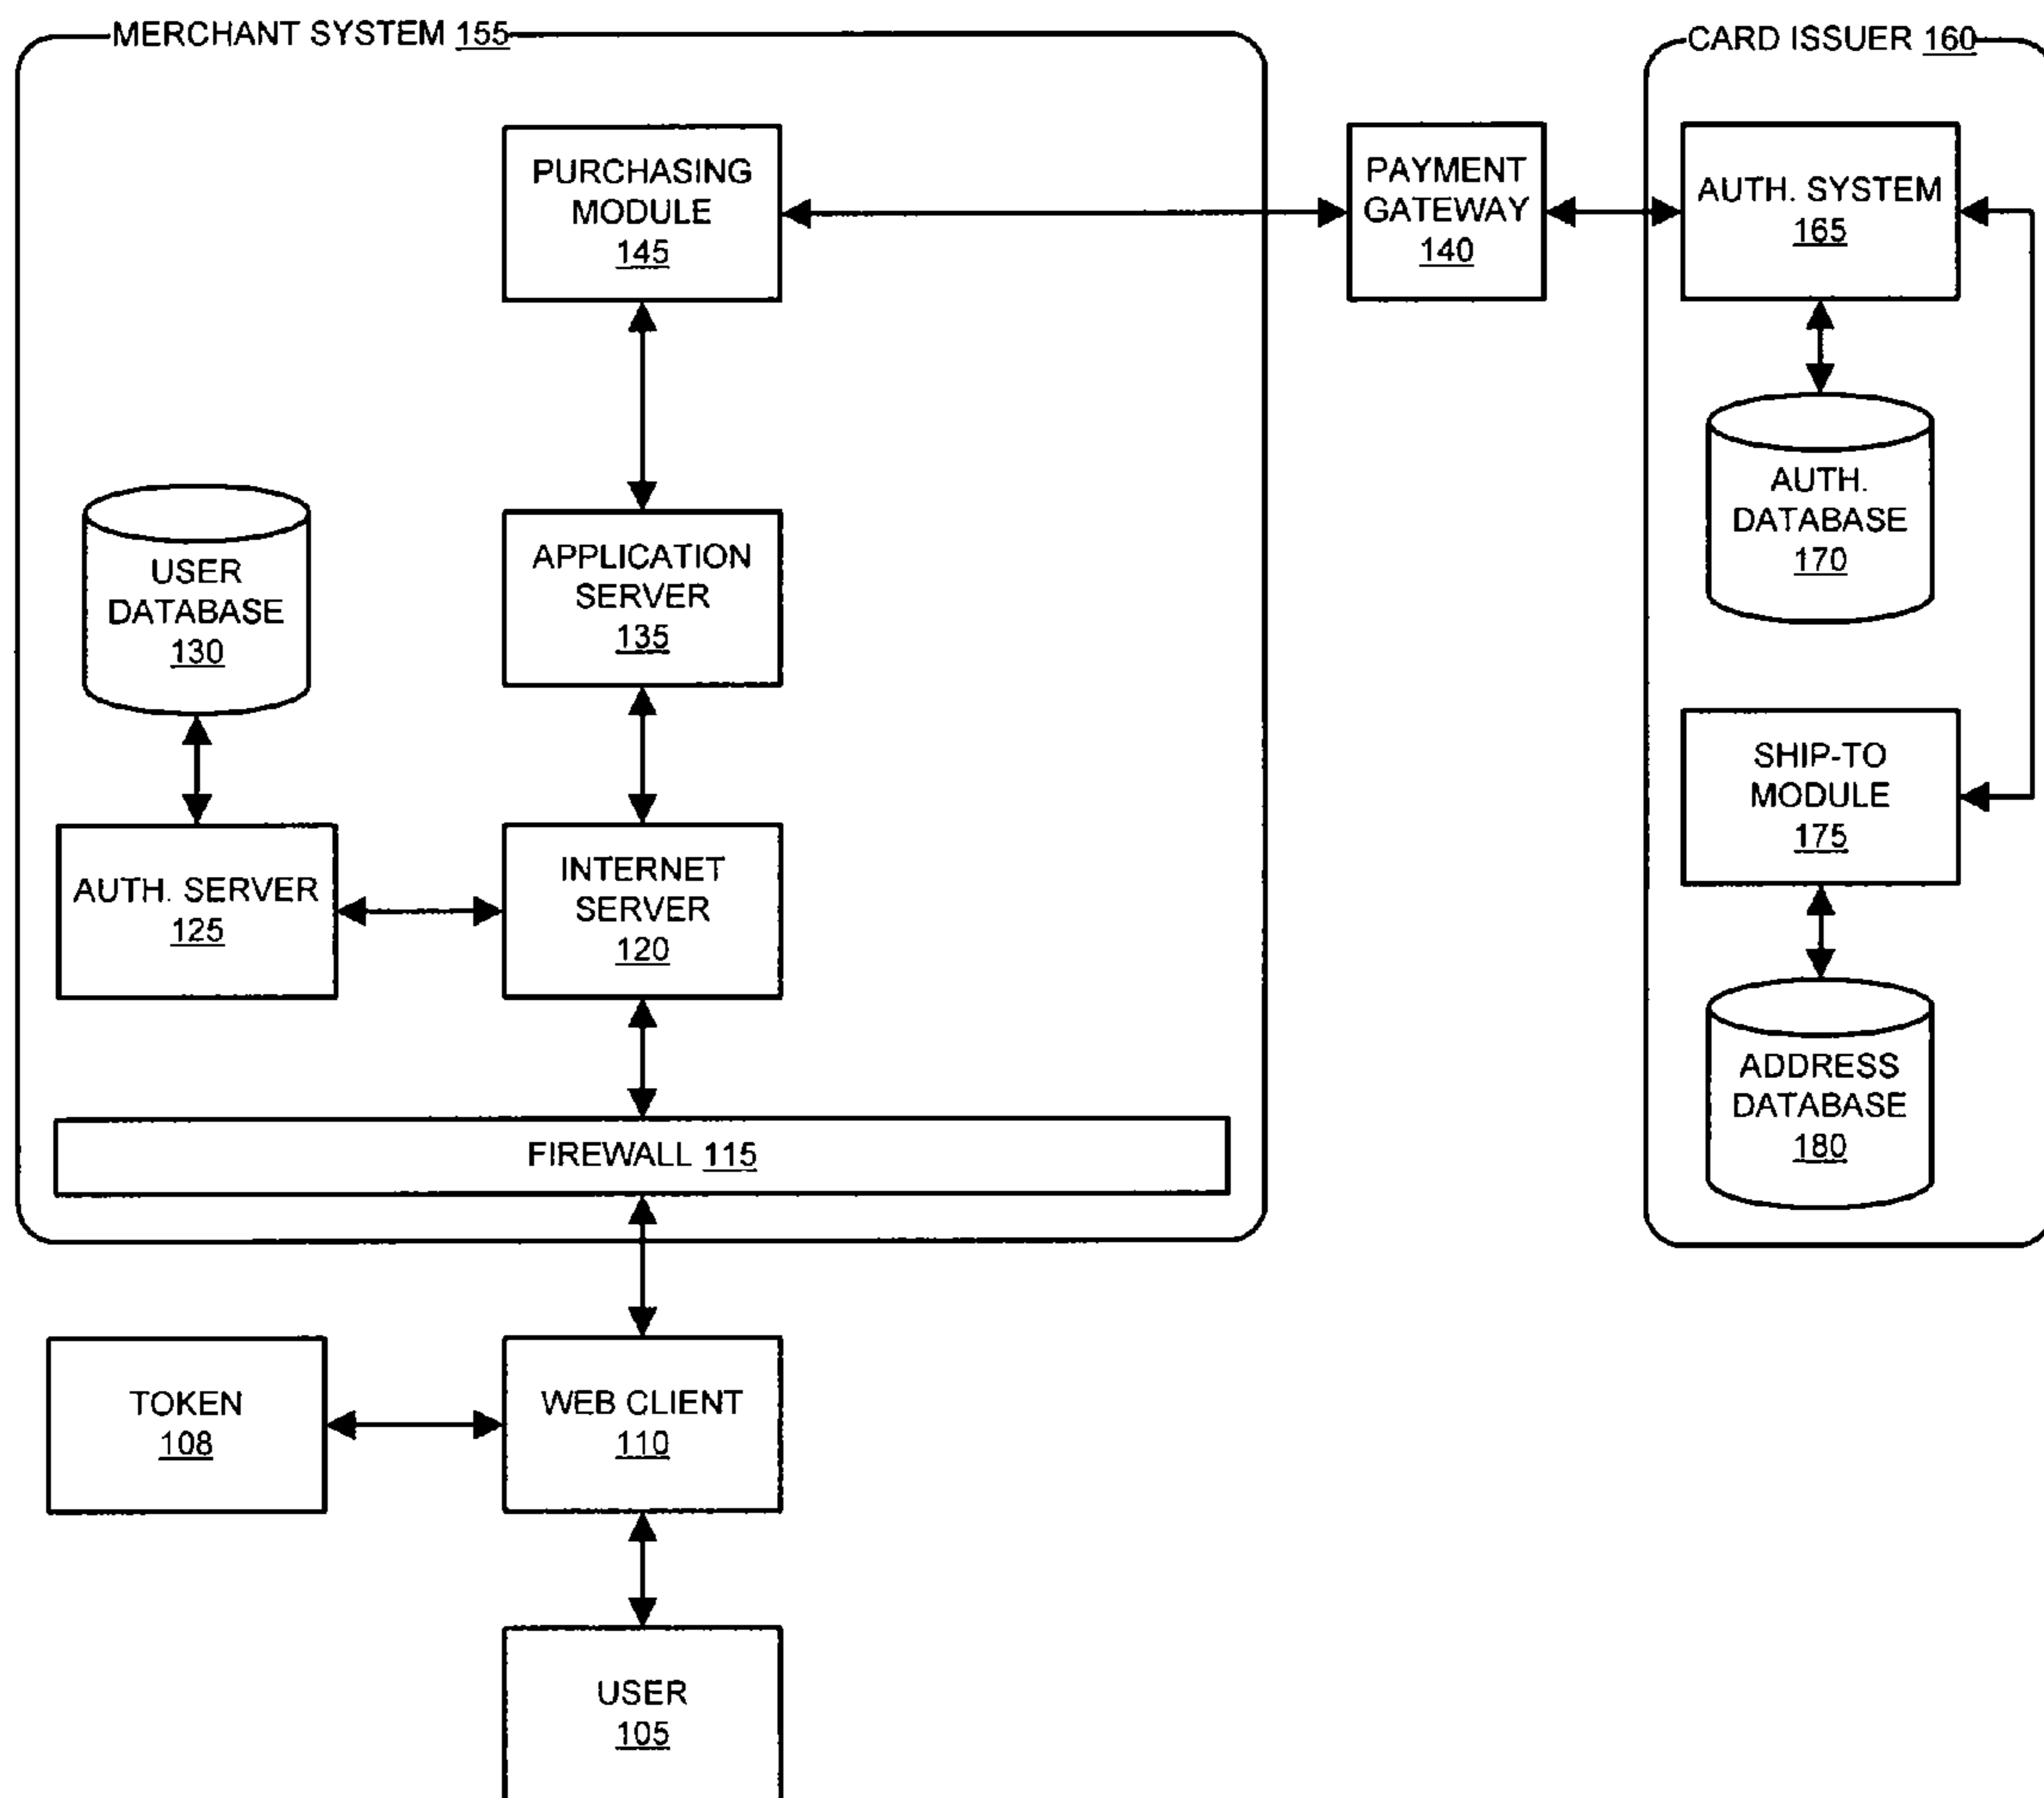 MERCHANT SYSTEM 155
CARD ISSUER 160
PURCHASING
MODULE
145
PAYMENT
GATEWAY
140
AUTH. SYSTEM
165
AUTH.
DATABASE
170
USER
DATABASE
130
APPLICATION
SERVER
135
SHIP-TO
MODULE
175
AUTH. SERVER
125
INTERNET
SERVER
120
ADDRESS
DATABASE
180
FIREWALL 115
TOKEN
108
WEB CLIENT
110
USER
105